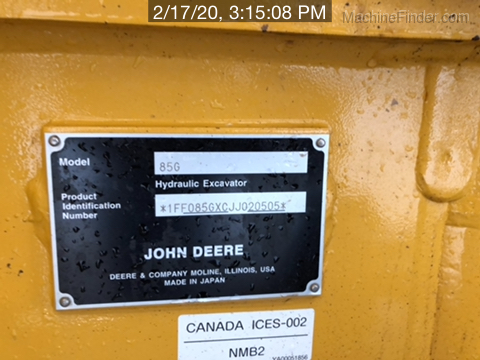 2/17/20, 3:15:08 PM
MachineFinder.com
Model 85G
Hydraulic Excavator
Product
Identification
Number
*1FF085GXCJJ020505*
JOHN DEERE
DEERE & COMPANY MOLINE, ILLINOIS, USA
MADE IN JAPAN
CANADA ICES-002
NMB2
YA00051856